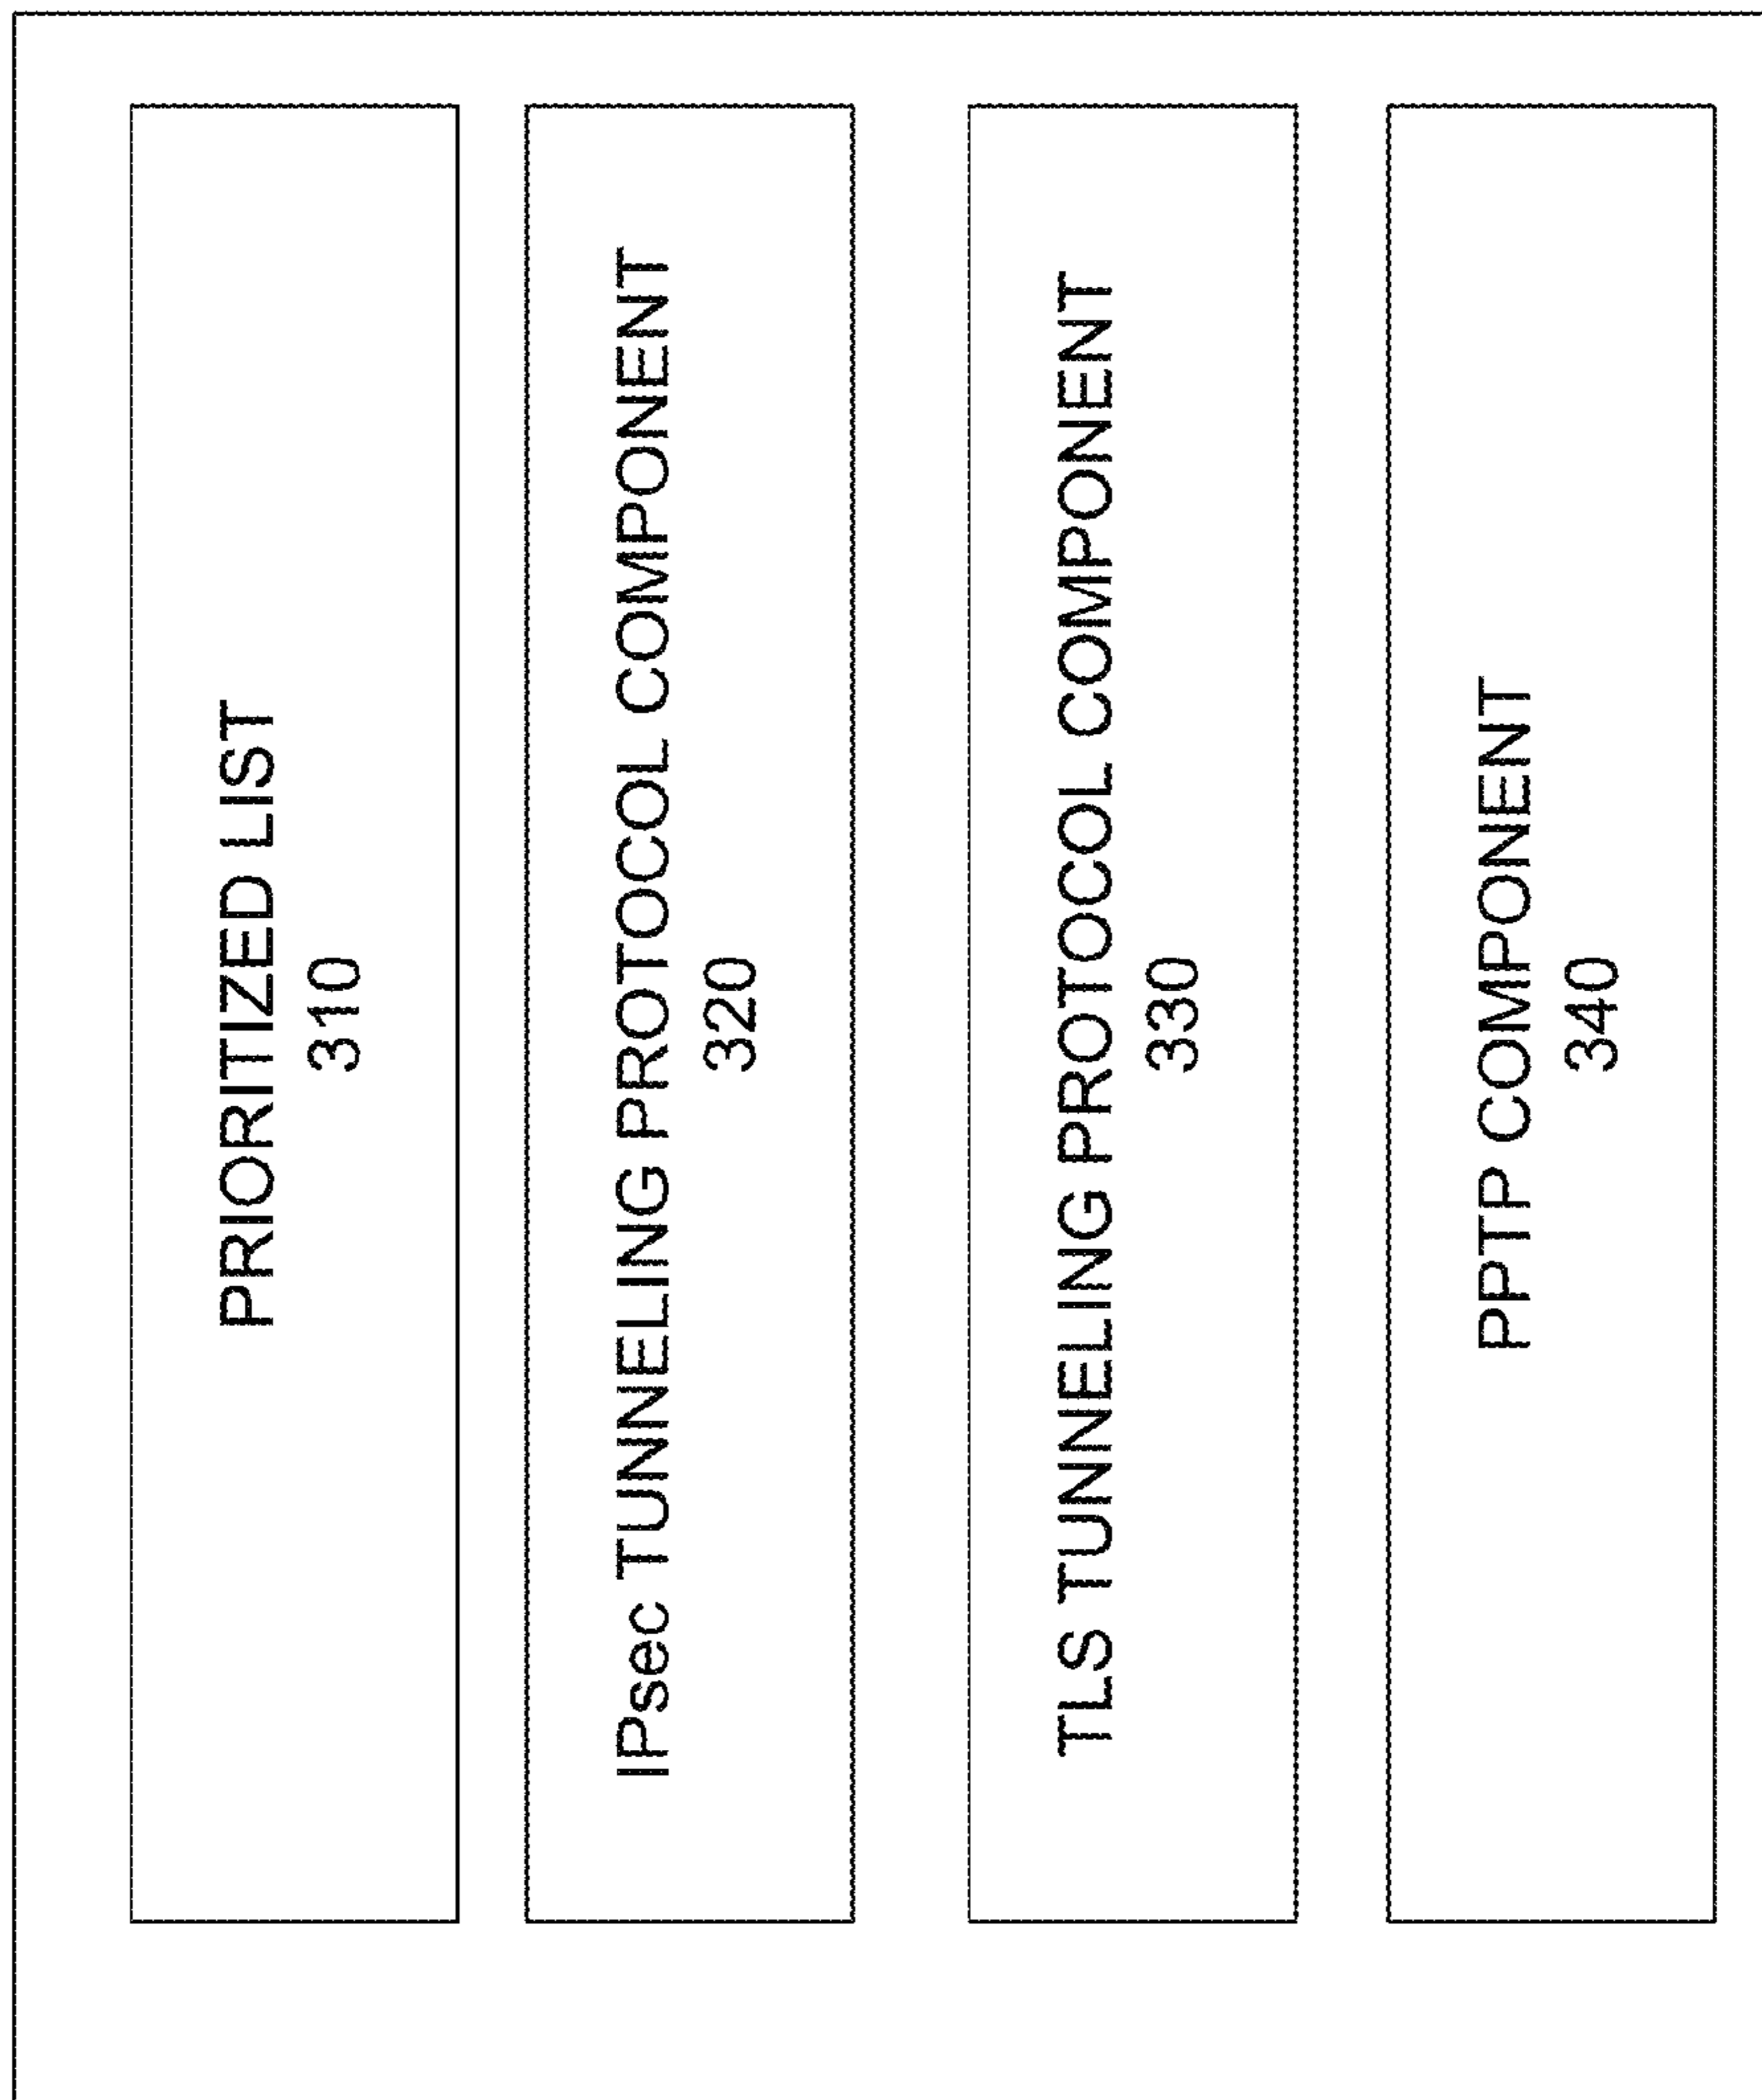 PRIORITIZED LIST
310
IPsec TUNNELING PROTOCOL COMPONENT
320
TLS TUNNELING PROTOCOL COMPONENT
330
PPTP COMPONENT
340